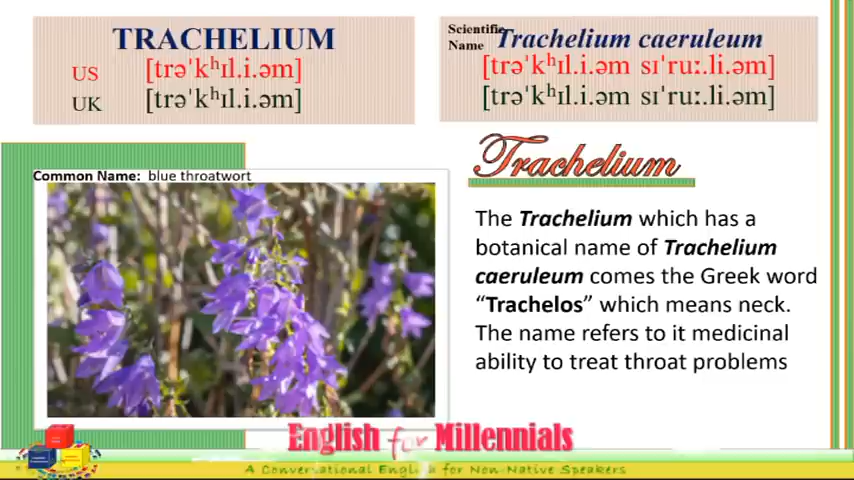 TRACHELIUM
US [trəˈkʰɪl.i.əm]
UK [trəˈkʰɪl.i.əm]
Scientific
Name Trachelium caeruleum
[trəˈkʰɪl.i.əm sɪˈruː.li.əm]
[trəˈkʰɪl.i.əm sɪˈruː.li.əm]
Common Name: blue throatwort
Trachelium
The Trachelium which has a
botanical name of Trachelium
caeruleum comes the Greek word
“Trachelos” which means neck.
The name refers to it medicinal
ability to treat throat problems
English for Millennials
A Conversational English for Non-Native Speakers